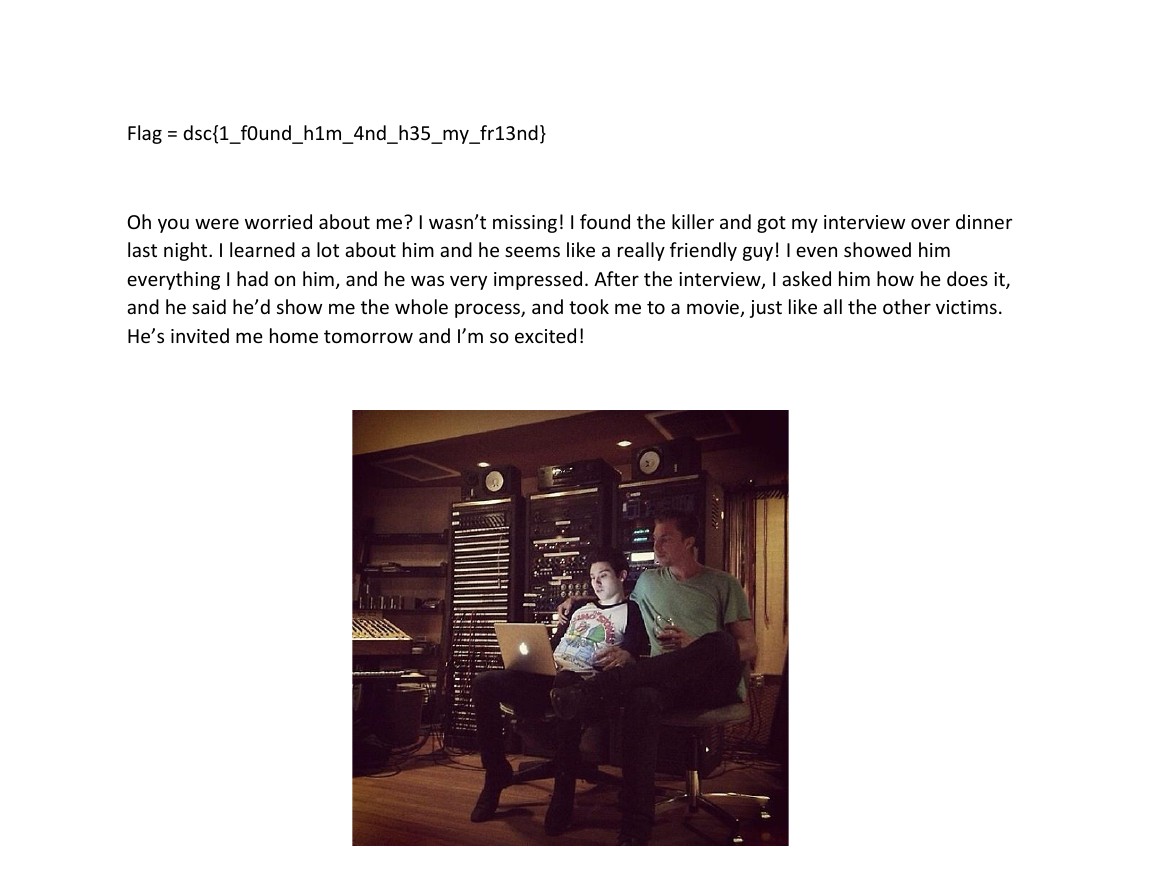 Flag = dsc{1_f0und_h1m_4nd_h35_my_fr13nd}
Oh you were worried about me? I wasn’t missing! I found the killer and got my interview over dinner
last night. I learned a lot about him and he seems like a really friendly guy! I even showed him
everything I had on him, and he was very impressed. After the interview, I asked him how he does it,
and he said he’d show me the whole process, and took me to a movie, just like all the other victims.
He’s invited me home tomorrow and I’m so excited!